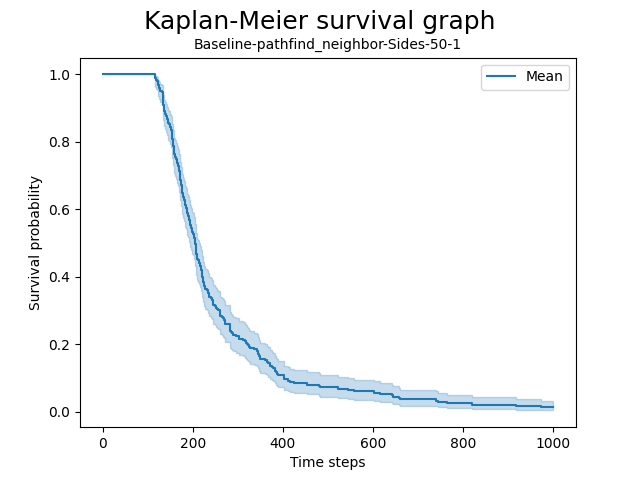 Kaplan-Meier survival graph
Baseline-pathfind_neighbor-Sides-50-1
Mean
1.0
0.8
0.6
0.4
0.2
0.0
Survival probability
0
200
400
600
800
1000
Time steps